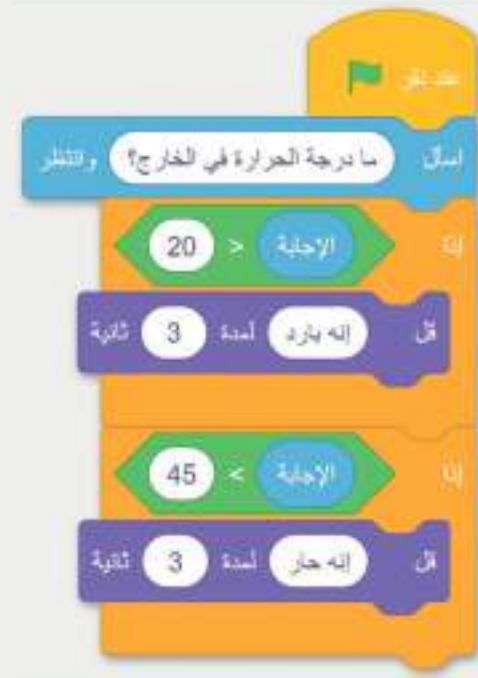 عند نقر
اسأل ما درجة الحرارة في الخارج؟ وانتظر
إذا الإجابة < 20
قل إنه بارد لمدة 3 ثانية
إذا الإجابة > 45
قل إنه حار لمدة 3 ثانية